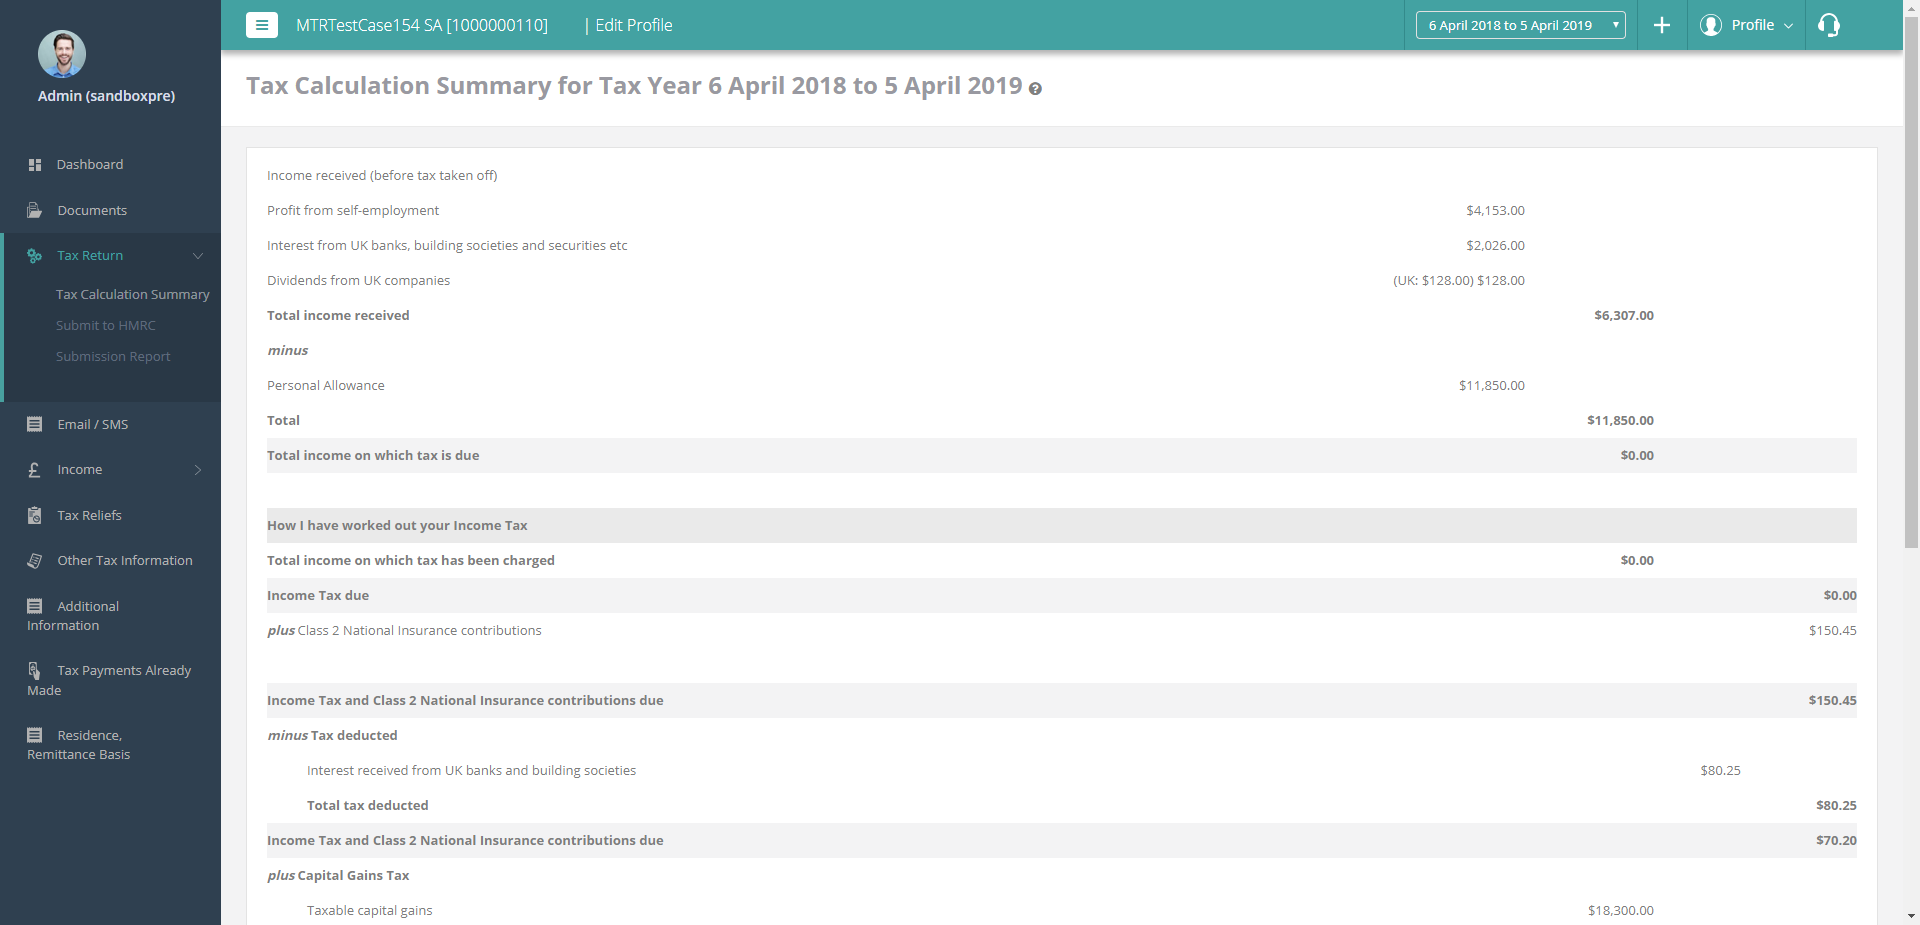 Admin (sandboxpre)
Dashboard
Documents
Tax Return
Tax Calculation Summary
Submit to HMRC
Submission Report
Email / SMS
£ Income
Tax Reliefs
Other Tax Information
Additional
Information
Tax Payments Already
Made
Residence,
Remittance Basis
MTRTestCase154 SA [1000000110] | Edit Profile
6 April 2018 to 5 April 2019
Profile
Tax Calculation Summary for Tax Year 6 April 2018 to 5 April 2019 ?
Income received (before tax taken off)
Profit from self-employment $4,153.00
Interest from UK banks, building societies and securities etc $2,026.00
Dividends from UK companies (UK: $128.00) $128.00
Total income received $6,307.00
minus
Personal Allowance $11,850.00
Total $11,850.00
Total income on which tax is due $0.00
How I have worked out your Income Tax
Total income on which tax has been charged $0.00
Income Tax due $0.00
plus Class 2 National Insurance contributions $150.45
Income Tax and Class 2 National Insurance contributions due $150.45
minus Tax deducted
Interest received from UK banks and building societies $80.25
Total tax deducted $80.25
Income Tax and Class 2 National Insurance contributions due $70.20
plus Capital Gains Tax
Taxable capital gains $18,300.00